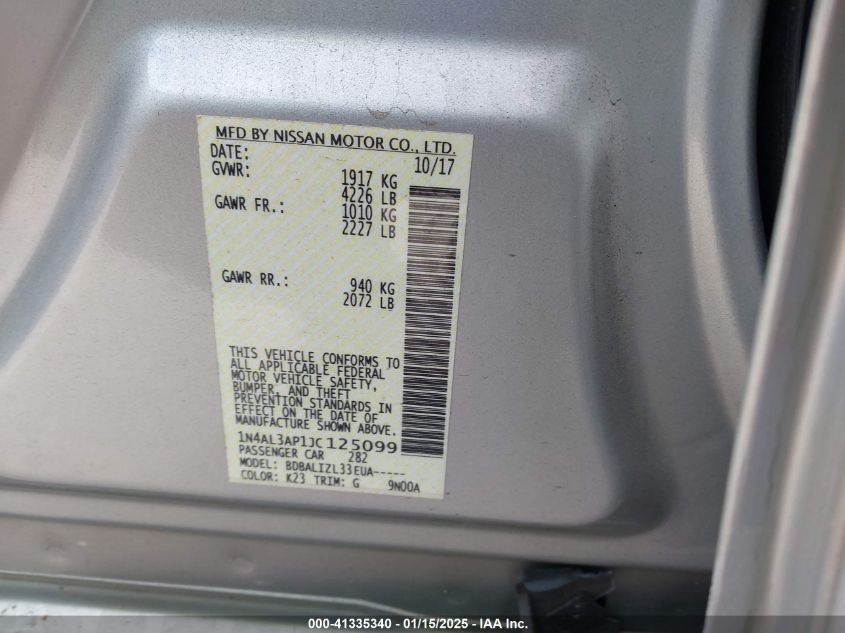 MFD BY NISSAN MOTOR CO., LTD.
DATE: 10/17
GVWR: 1917 KG
4226 LB
GAWR FR.: 1010 KG
2227 LB
GAWR RR.: 940 KG
2072 LB
THIS VEHICLE CONFORMS TO
ALL APPLICABLE FEDERAL
MOTOR VEHICLE SAFETY,
BUMPER, AND THEFT
PREVENTION STANDARDS IN
EFFECT ON THE DATE OF
MANUFACTURE SHOWN ABOVE.
1N4AL3AP1JC125099
PASSENGER CAR 282
MODEL: BDBALIZL33EUA-----
COLOR: K23 TRIM: G 9N00A
000-41335340 - 01/15/2025 - IAA Inc.